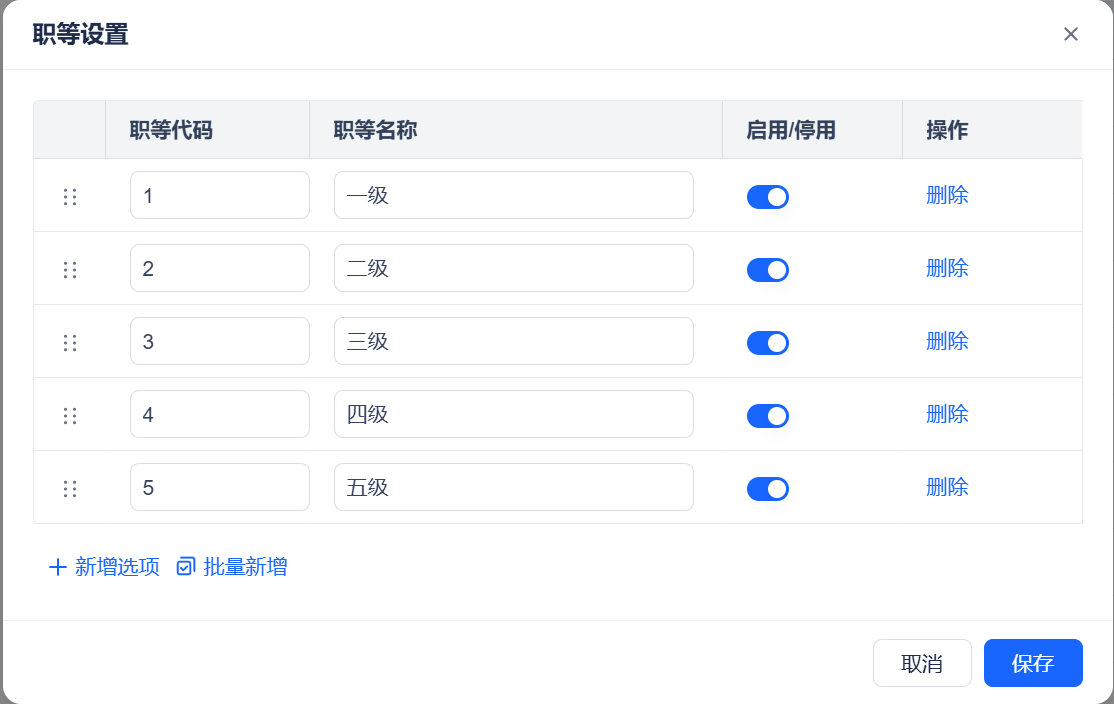 职等设置
职等代码 职等名称 启用/停用 操作
1 一级 删除
2 二级 删除
3 三级 删除
4 四级 删除
5 五级 删除
新增选项 批量新增
取消 保存